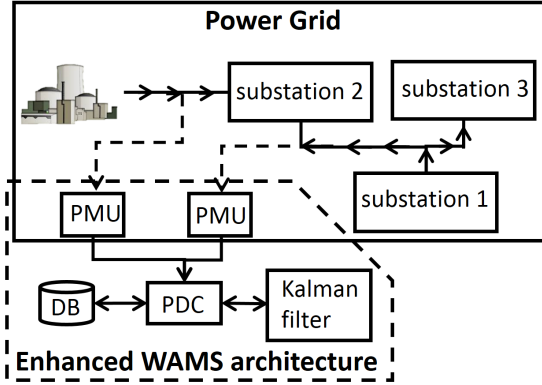 Power Grid
substation 2
substation 3
substation 1
PMU
PMU
DB
PDC
Kalman
filter
Enhanced WAMS architecture